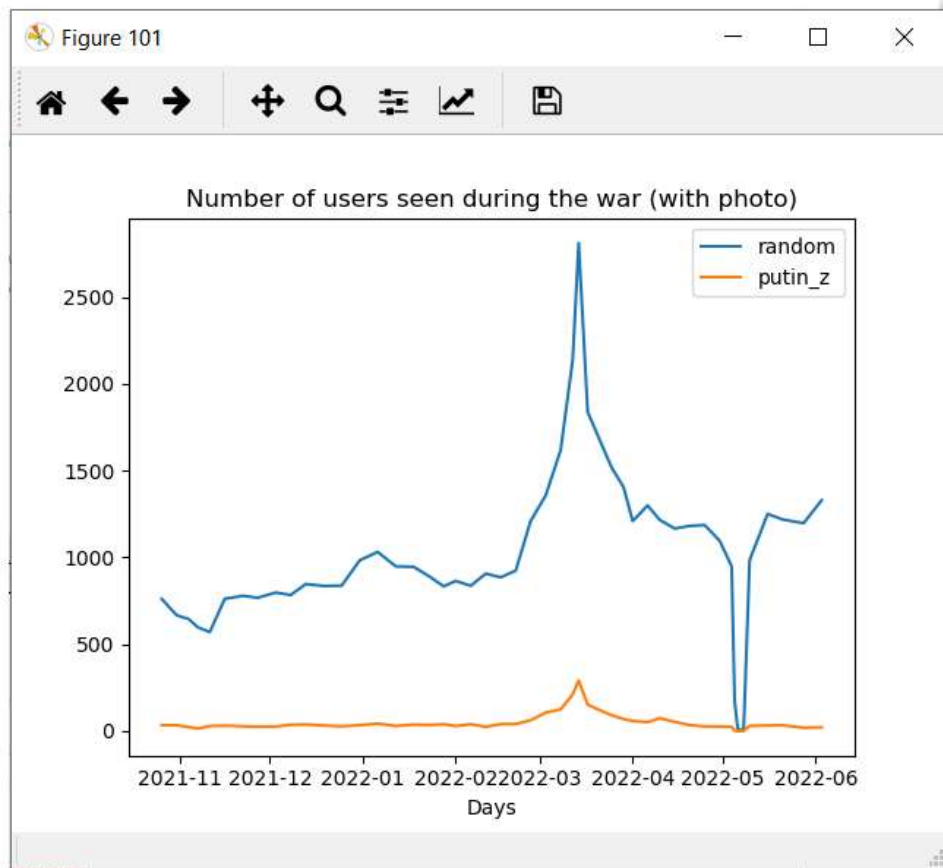 Figure 101
Number of users seen during the war (with photo)
random
putin_z
2500
2000
1500
1000
500
0
2021-11 2021-12 2022-01 2022-02 2022-03 2022-04 2022-05 2022-06
Days